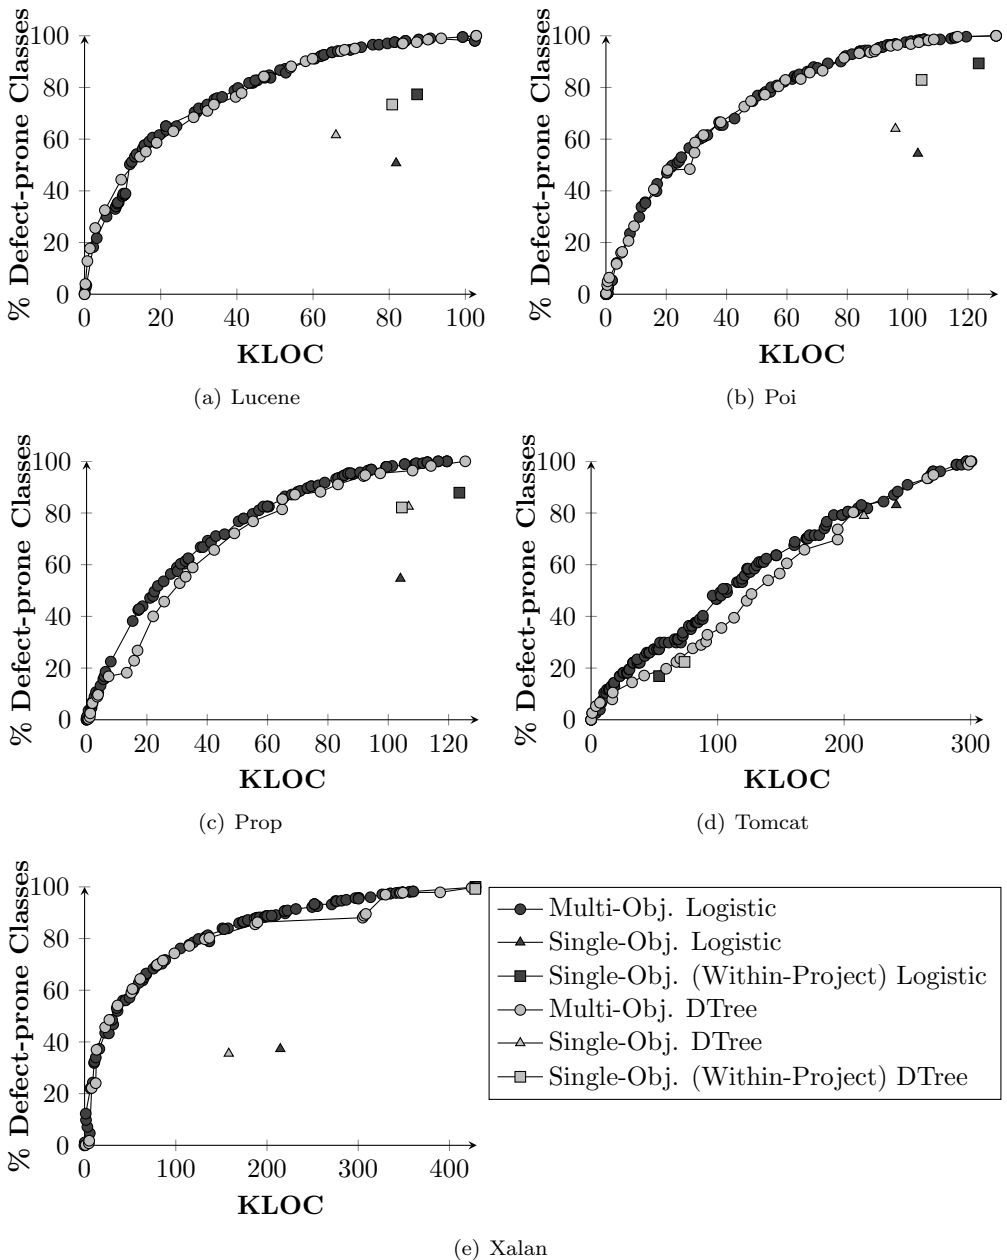 % Defect-prone Classes
100
80
60
40
20
0
0 20 40 60 80 100
KLOC
(a) Lucene
% Defect-prone Classes
100
80
60
40
20
0
0 20 40 60 80 100 120
KLOC
(b) Poi
% Defect-prone Classes
100
80
60
40
20
0
0 20 40 60 80 100 120
KLOC
(c) Prop
% Defect-prone Classes
100
80
60
40
20
0
0 100 200 300
KLOC
(d) Tomcat
% Defect-prone Classes
100
80
60
40
20
0
0 100 200 300 400
KLOC
(e) Xalan
Multi-Obj. Logistic
Single-Obj. Logistic
Single-Obj. (Within-Project) Logistic
Multi-Obj. DTree
Single-Obj. DTree
Single-Obj. (Within-Project) DTree